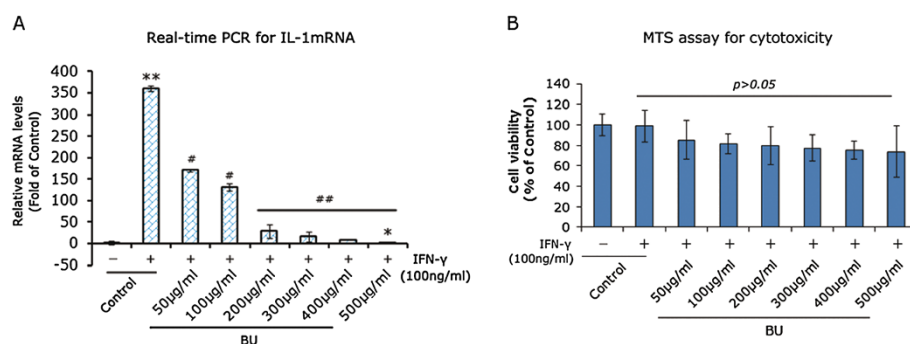 A
Real-time PCR for IL-1mRNA
Relative mRNA levels
(Fold of Control)
400
350
300
250
200
150
100
50
0
-50
**
#
#
##
*
– + + + + + + + IFN-γ
(100ng/ml)
Control
50µg/ml
100µg/ml
200µg/ml
300µg/ml
400µg/ml
500µg/ml
BU
B
MTS assay for cytotoxicity
Cell viability
(% of Control)
140
120
100
80
60
40
20
0
p>0.05
IFN-γ – + + + + + + +
(100ng/ml)
Control
50µg/ml
100µg/ml
200µg/ml
300µg/ml
400µg/ml
500µg/ml
BU